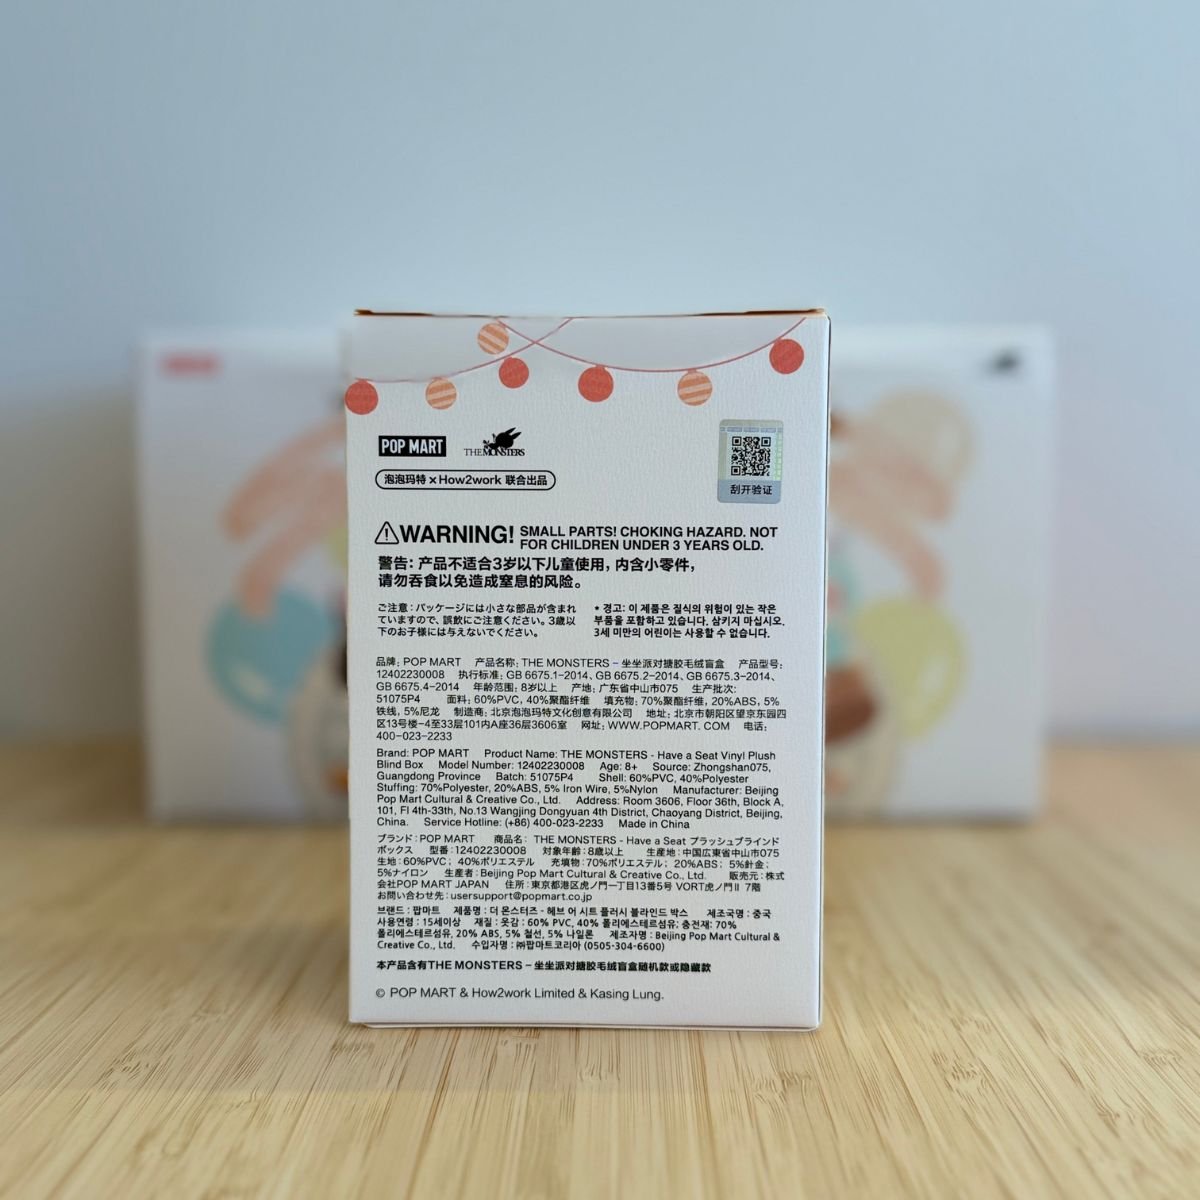 POP MART
THE MONSTERS
泡泡玛特 x How2work 联合出品
刮开验证
WARNING! SMALL PARTS! CHOKING HAZARD. NOT
FOR CHILDREN UNDER 3 YEARS OLD.
警告: 产品不适合3岁以下儿童使用, 内含小零件,
请勿吞食以免造成窒息的风险。
ご注意: パッケージには小さな部品が含まれ
ていますので、誤飲にご注意ください。3歳以
下のお子様には与えないでください。
* 경고: 이 제품은 질식의 위험이 있는 작은
부품을 포함하고 있습니다. 삼키지 마십시오.
3세 미만의 어린이는 사용할 수 없습니다.
品牌: POP MART 产品名称: THE MONSTERS – 坐坐派对搪胶毛绒盲盒 产品型号:
12402230008 执行标准: GB 6675.1-2014、GB 6675.2-2014、GB 6675.3-2014、
GB 6675.4-2014 年龄范围: 8岁以上 产地: 广东省中山市075 生产批次:
51075P4 面料: 60%PVC, 40%聚酯纤维 填充物: 70%聚酯纤维, 20%ABS, 5%
铁线, 5%尼龙 制造商: 北京泡泡玛特文化创意有限公司 地址: 北京市朝阳区望京东园四
区13号楼-4至33层101内A座36层3606室 网址: WWW.POPMART. COM 电话:
400-023-2233
Brand: POP MART Product Name: THE MONSTERS - Have a Seat Vinyl Plush
Blind Box Model Number: 12402230008 Age: 8+ Source: Zhongshan075,
Guangdong Province Batch: 51075P4 Shell: 60%PVC, 40%Polyester
Stuffing: 70%Polyester, 20%ABS, 5% Iron Wire, 5%Nylon Manufacturer: Beijing
Pop Mart Cultural & Creative Co., Ltd. Address: Room 3606, Floor 36th, Block A,
101, Fl 4th-33th, No.13 Wangjing Dongyuan 4th District, Chaoyang District, Beijing,
China. Service Hotline: (+86) 400-023-2233 Made in China
ブランド: POP MART 商品名: THE MONSTERS - Have a Seat プラッシュブラインド
ボックス 型番: 12402230008 対象年齢: 8歳以上 生産地: 中国広東省中山市075
生地: 60%PVC; 40%ポリエステル 充填物: 70%ポリエステル; 20%ABS; 5%針金;
5%ナイロン 生産者: Beijing Pop Mart Cultural & Creative Co., Ltd. 販売元: 株式
会社POP MART JAPAN 住所: 東京都港区虎ノ門一丁目13番5号 VORT虎ノ門Ⅱ 7階
お問い合わせ先: usersupport@popmart.co.jp
브랜드: 팝마트 제품명: 더 몬스터즈 - 헤브 어 시트 플러시 블라인드 박스 제조국명: 중국
사용연령: 15세이상 재질: 옷감: 60% PVC, 40% 폴리에스테르섬유; 충전재: 70%
폴리에스테르섬유, 20% ABS, 5% 철선, 5% 나일론 제조자명: Beijing Pop Mart Cultural &
Creative Co., Ltd. 수입자명: ㈜팝마트코리아 (0505-304-6600)
本产品含有THE MONSTERS – 坐坐派对搪胶毛绒盲盒随机款或隐藏款
© POP MART & How2work Limited & Kasing Lung.